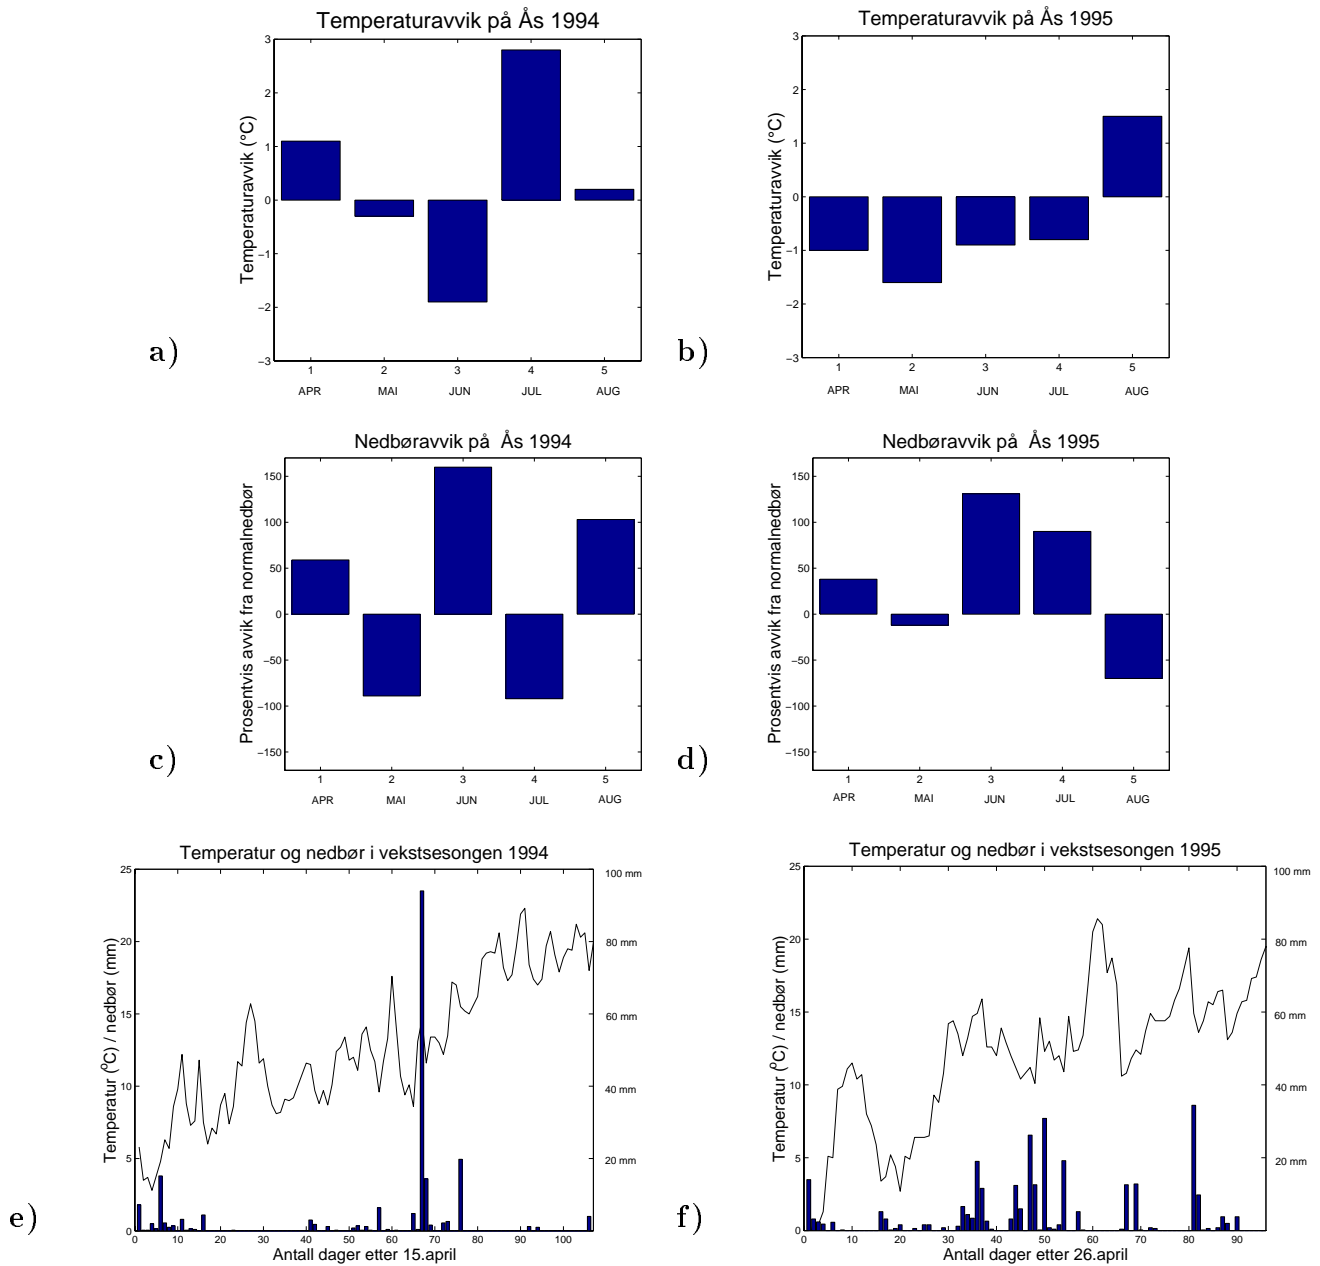 Temperaturavvik på Ås 1994
Temperaturavvik (°C)
3
2
1
0
−1
−2
−3
1 2 3 4 5
APR MAI JUN JUL AUG
a)
Temperaturavvik på Ås 1995
Temperaturavvik (°C)
3
2
1
0
−1
−2
−3
1 2 3 4 5
APR MAI JUN JUL AUG
b)
Nedbøravvik på Ås 1994
Prosentvis avvik fra normalnedbør
150
100
50
0
−50
−100
−150
1 2 3 4 5
APR MAI JUN JUL AUG
c)
Nedbøravvik på Ås 1995
Prosentvis avvik fra normalnedbør
150
100
50
0
−50
−100
−150
1 2 3 4 5
APR MAI JUN JUL AUG
d)
Temperatur og nedbør i vekstsesongen 1994
Temperatur (⁰C) / nedbør (mm)
25
20
15
10
5
0
100 mm
80 mm
60 mm
40 mm
20 mm
0 10 20 30 40 50 60 70 80 90 100
Antall dager etter 15.april
e)
Temperatur og nedbør i vekstsesongen 1995
Temperatur (⁰C) / nedbør (mm)
25
20
15
10
5
0
100 mm
80 mm
60 mm
40 mm
20 mm
0 10 20 30 40 50 60 70 80 90
Antall dager etter 26.april
f)